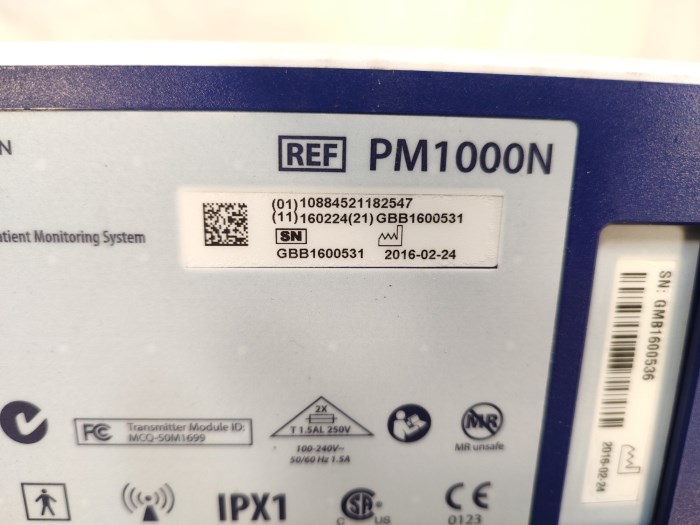 N
REF PM1000N
(01)10884521182547
(11)160224(21)GBB1600531
SN
GBB1600531 2016-02-24
atient Monitoring System
SN: GMB1600536
2016-02-24
FC Transmitter Module ID:
MCQ-50M1699
2X
T 1.5AL 250V
100-240V~
50/60 Hz 1.5A
MR
MR unsafe
IPX1
C SA US
CE
0123